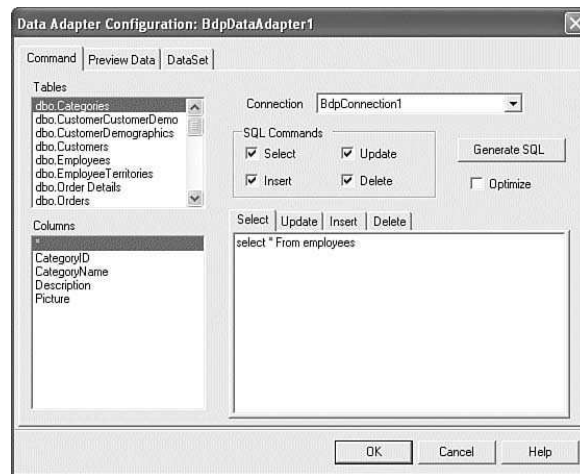 Data Adapter Configuration: BdpDataAdapter1
Command
Preview Data
DataSet
Tables
dbo.Categories
dbo.CustomerCustomerDemo
dbo.CustomerDemographics
dbo.Customers
dbo.Employees
dbo.EmployeeTerritories
dbo.Order Details
dbo.Orders
Columns
*
CategoryID
CategoryName
Description
Picture
Connection
BdpConnection1
SQL Commands
Select
Update
Insert
Delete
Generate SQL
Optimize
Select
Update
Insert
Delete
select * From employees
OK
Cancel
Help